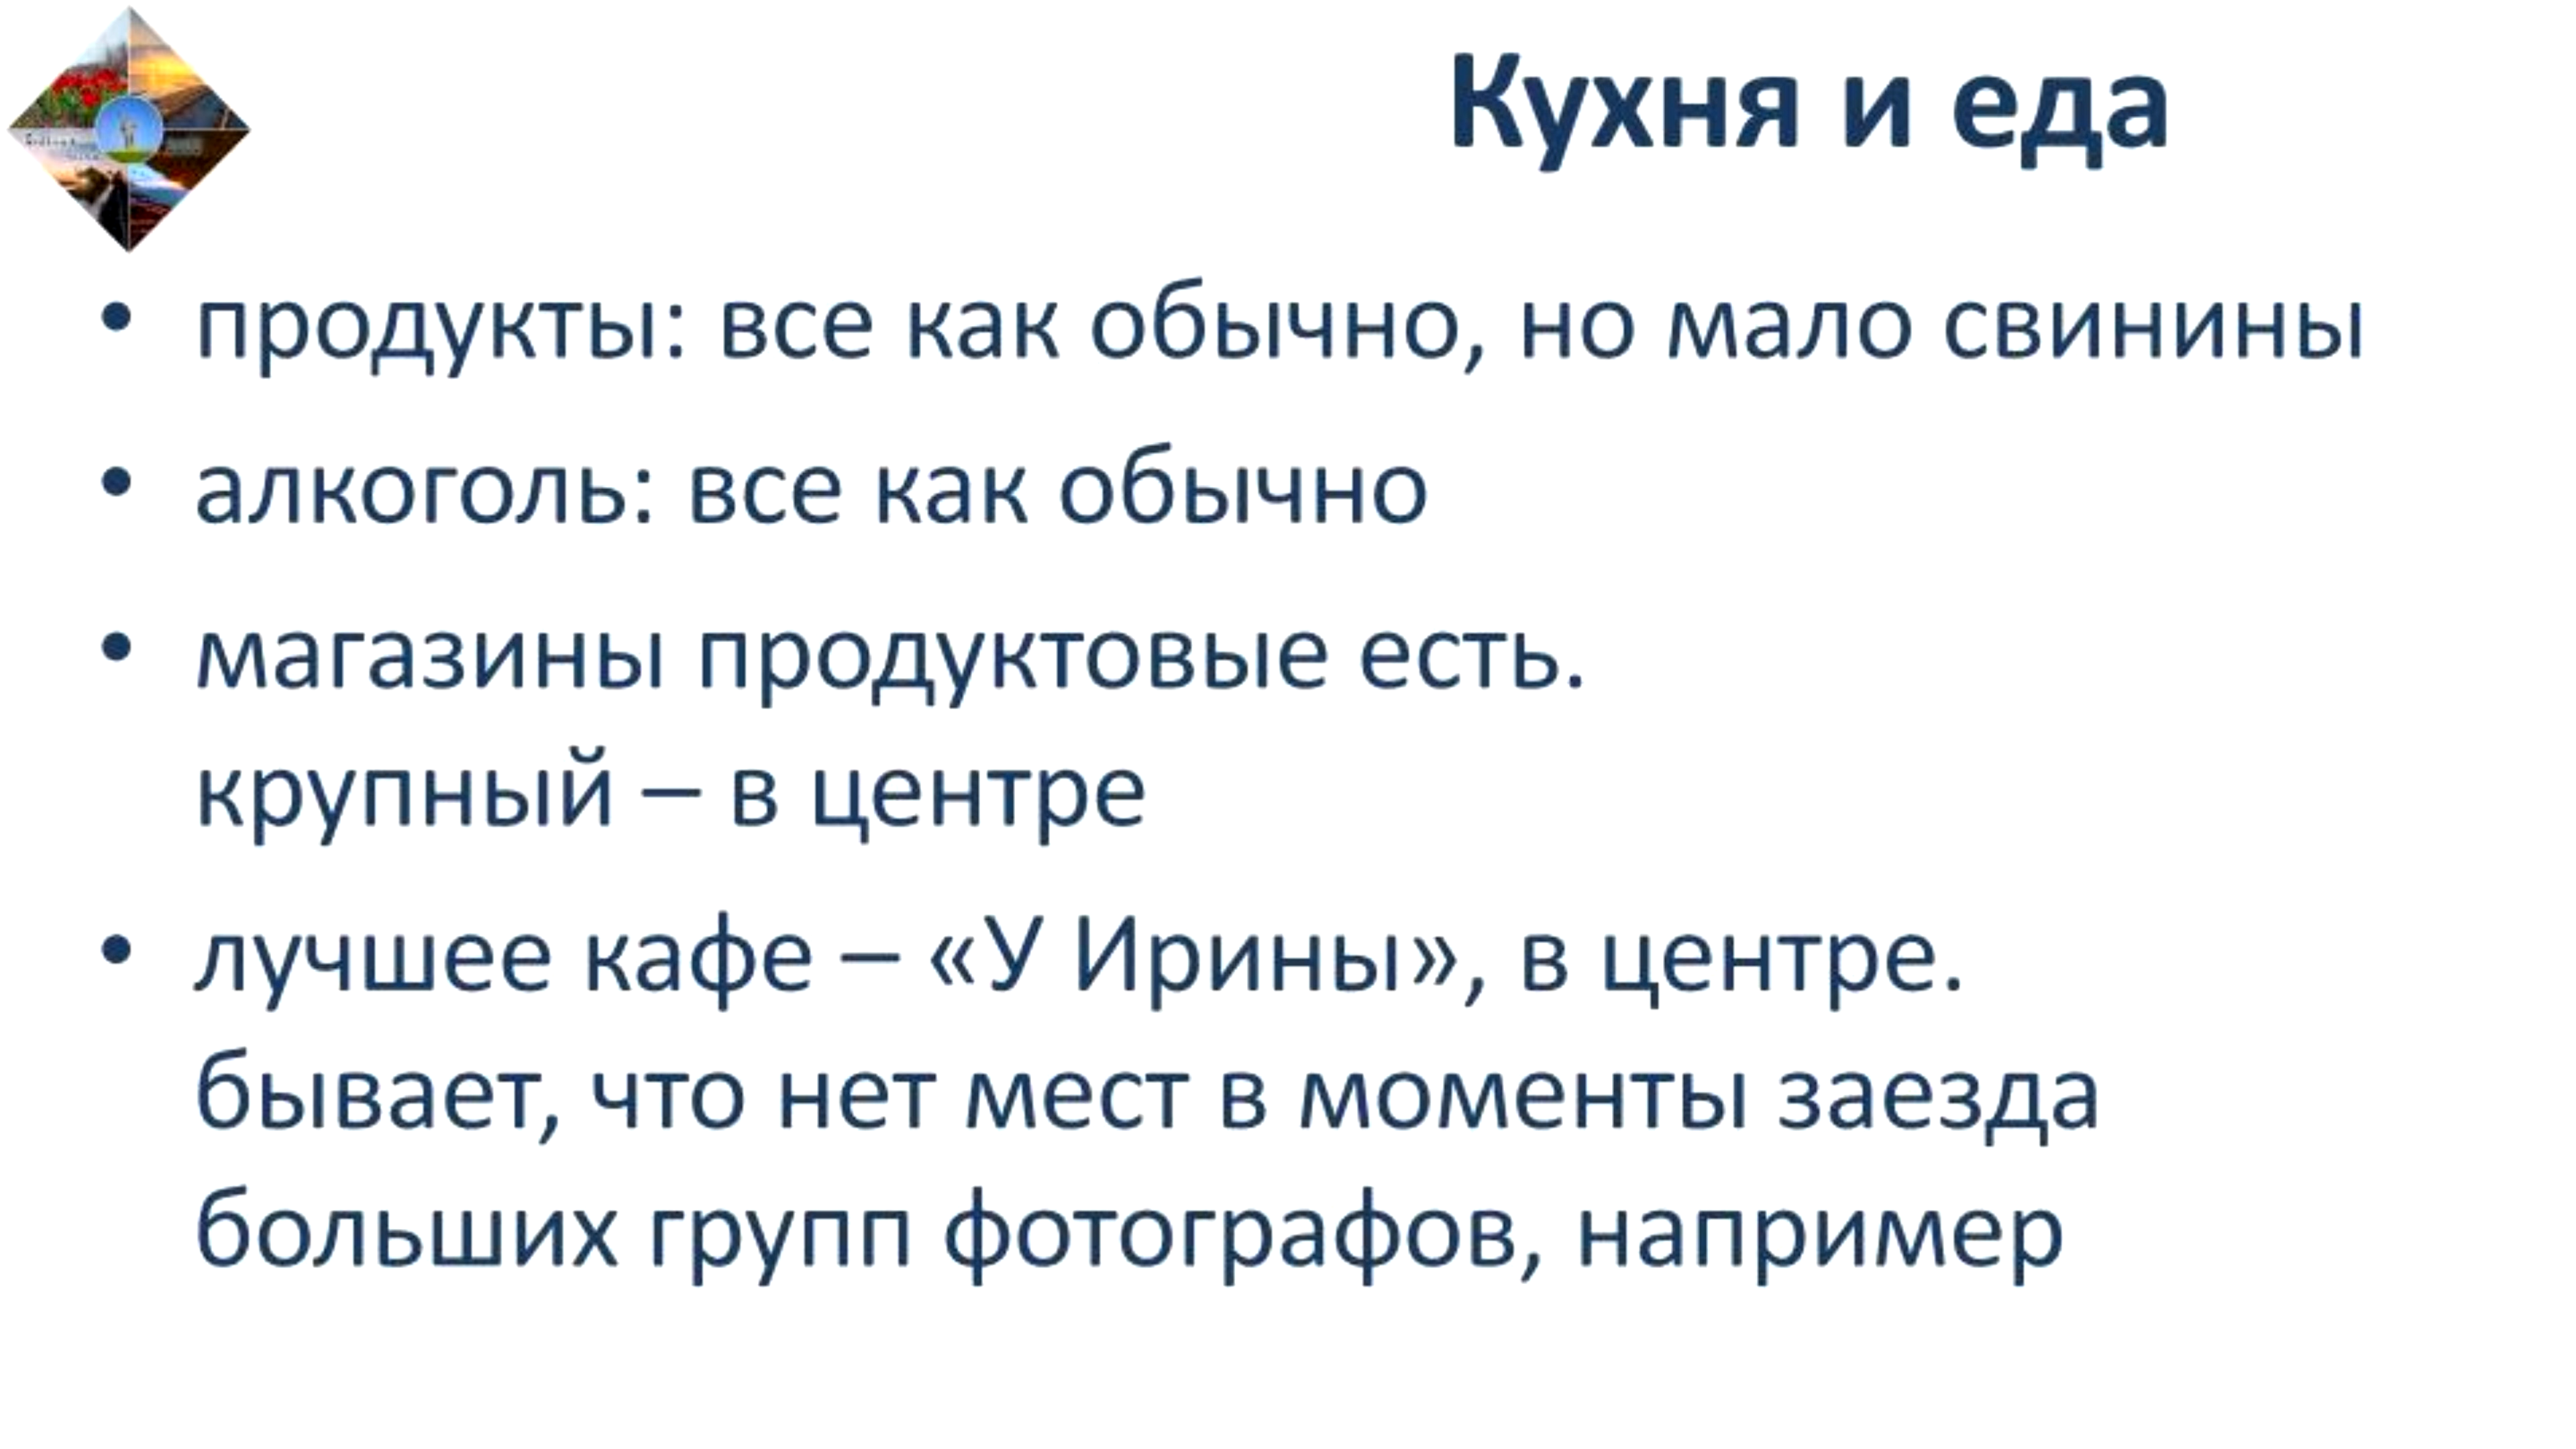 Кухня и еда
• продукты: все как обычно, но мало свинины
• алкоголь: все как обычно
• магазины продуктовые есть.
крупный – в центре
• лучшее кафе – «У Ирины», в центре.
бывает, что нет мест в моменты заезда
больших групп фотографов, например